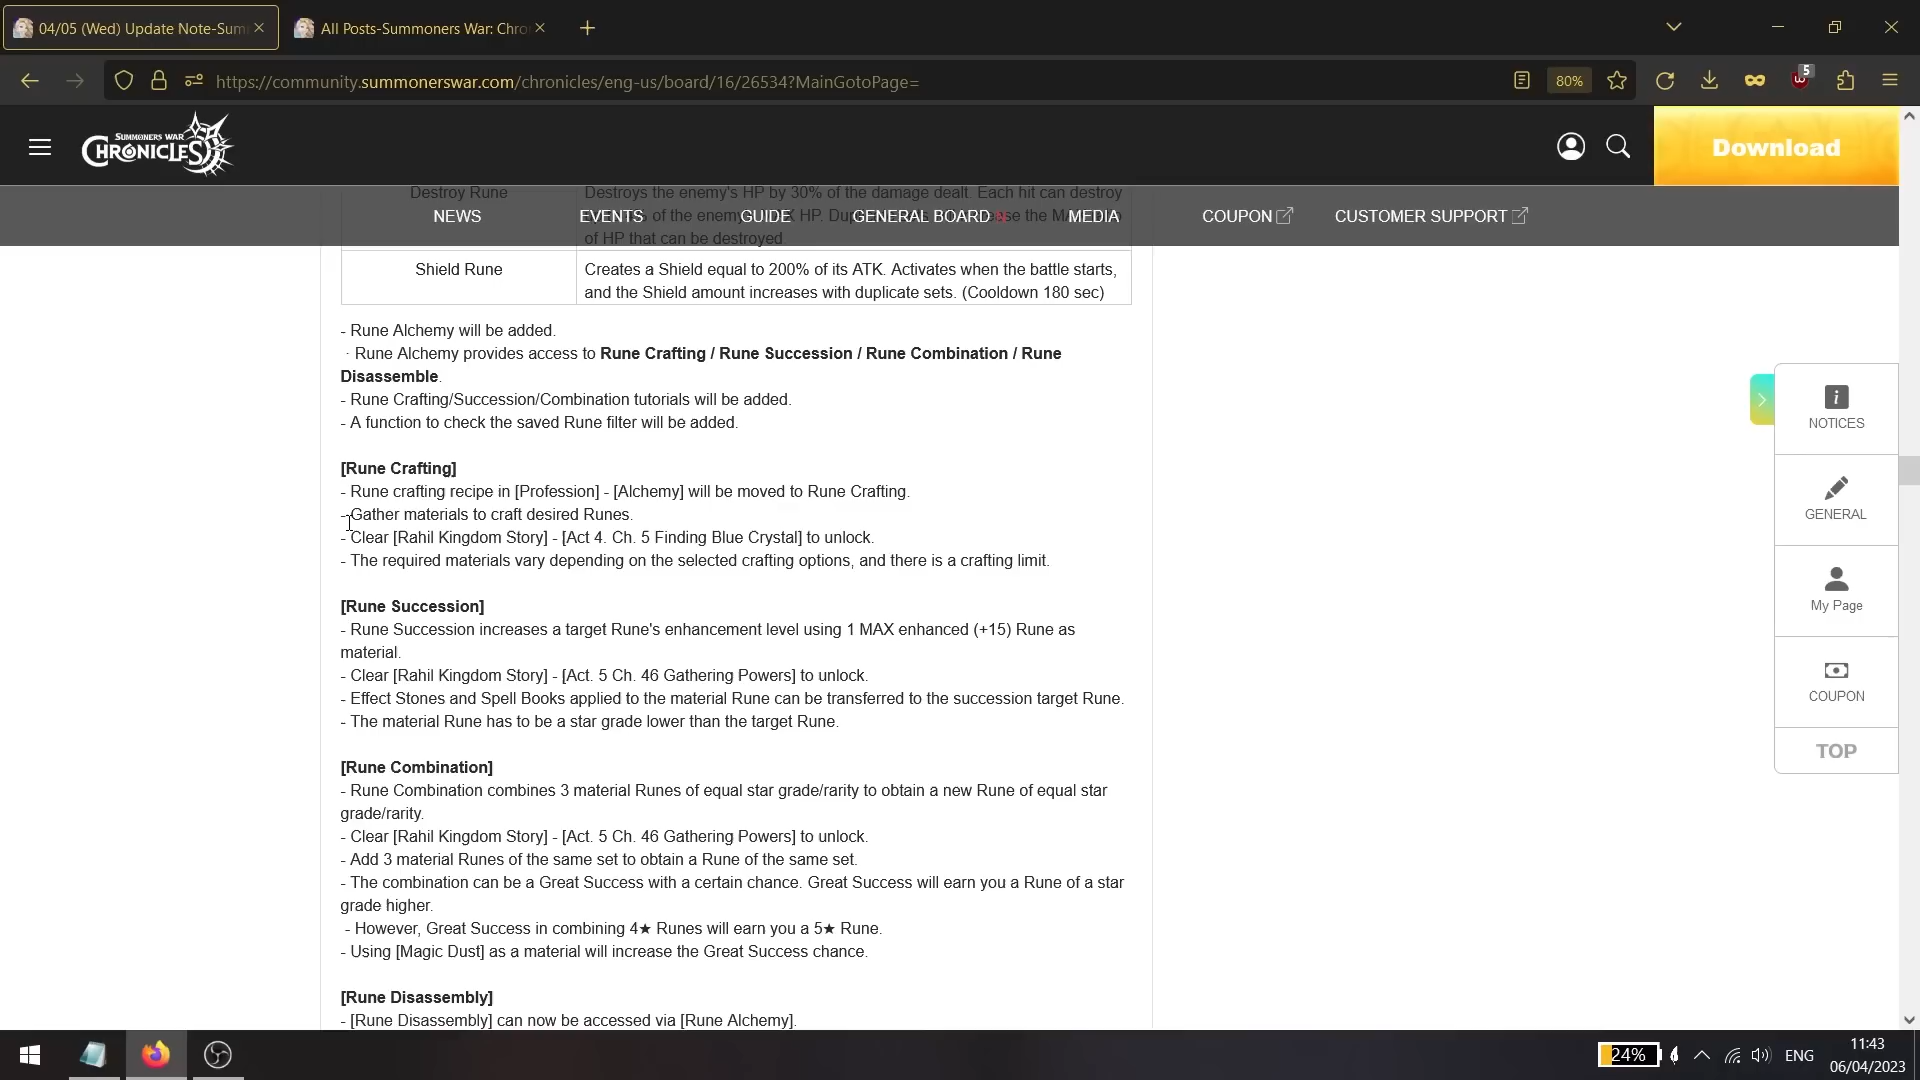 04/05 (Wed) Update Note-Sum
All Posts-Summoners War: Chro
https://community.summonerswar.com/chronicles/eng-us/board/16/26534?MainGotoPage=
80%
5
SUMMONERS WAR
CHRONICLES
Download
Destroy Rune
Destroys the enemy's HP by 30% of the damage dealt. Each hit can destroy
NEWS
EVENTS
GUIDE
GENERAL BOARD
MEDIA
COUPON
CUSTOMER SUPPORT
of the enemy
HP.
of HP that can be destroyed.
Shield Rune
Creates a Shield equal to 200% of its ATK. Activates when the battle starts,
and the Shield amount increases with duplicate sets. (Cooldown 180 sec)
- Rune Alchemy will be added.
· Rune Alchemy provides access to Rune Crafting / Rune Succession / Rune Combination / Rune
Disassemble.
- Rune Crafting/Succession/Combination tutorials will be added.
- A function to check the saved Rune filter will be added.
[Rune Crafting]
- Rune crafting recipe in [Profession] - [Alchemy] will be moved to Rune Crafting.
- Gather materials to craft desired Runes.
- Clear [Rahil Kingdom Story] - [Act 4. Ch. 5 Finding Blue Crystal] to unlock.
- The required materials vary depending on the selected crafting options, and there is a crafting limit.
[Rune Succession]
- Rune Succession increases a target Rune's enhancement level using 1 MAX enhanced (+15) Rune as
material.
- Clear [Rahil Kingdom Story] - [Act. 5 Ch. 46 Gathering Powers] to unlock.
- Effect Stones and Spell Books applied to the material Rune can be transferred to the succession target Rune.
- The material Rune has to be a star grade lower than the target Rune.
[Rune Combination]
- Rune Combination combines 3 material Runes of equal star grade/rarity to obtain a new Rune of equal star
grade/rarity.
- Clear [Rahil Kingdom Story] - [Act. 5 Ch. 46 Gathering Powers] to unlock.
- Add 3 material Runes of the same set to obtain a Rune of the same set.
- The combination can be a Great Success with a certain chance. Great Success will earn you a Rune of a star
grade higher.
- However, Great Success in combining 4★ Runes will earn you a 5★ Rune.
- Using [Magic Dust] as a material will increase the Great Success chance.
[Rune Disassembly]
- [Rune Disassembly] can now be accessed via [Rune Alchemy].
NOTICES
GENERAL
My Page
COUPON
TOP
24%
ENG
11:43
06/04/2023